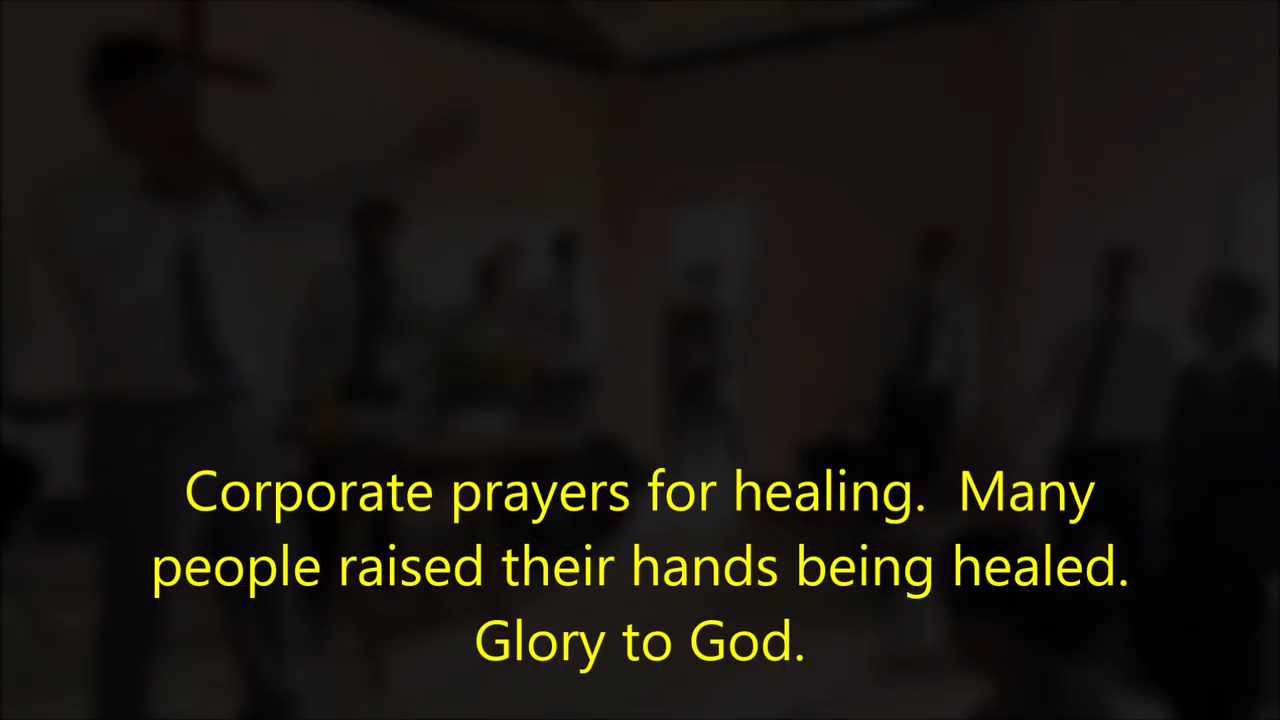 Corporate prayers for healing.  Many
people raised their hands being healed.
Glory to God.